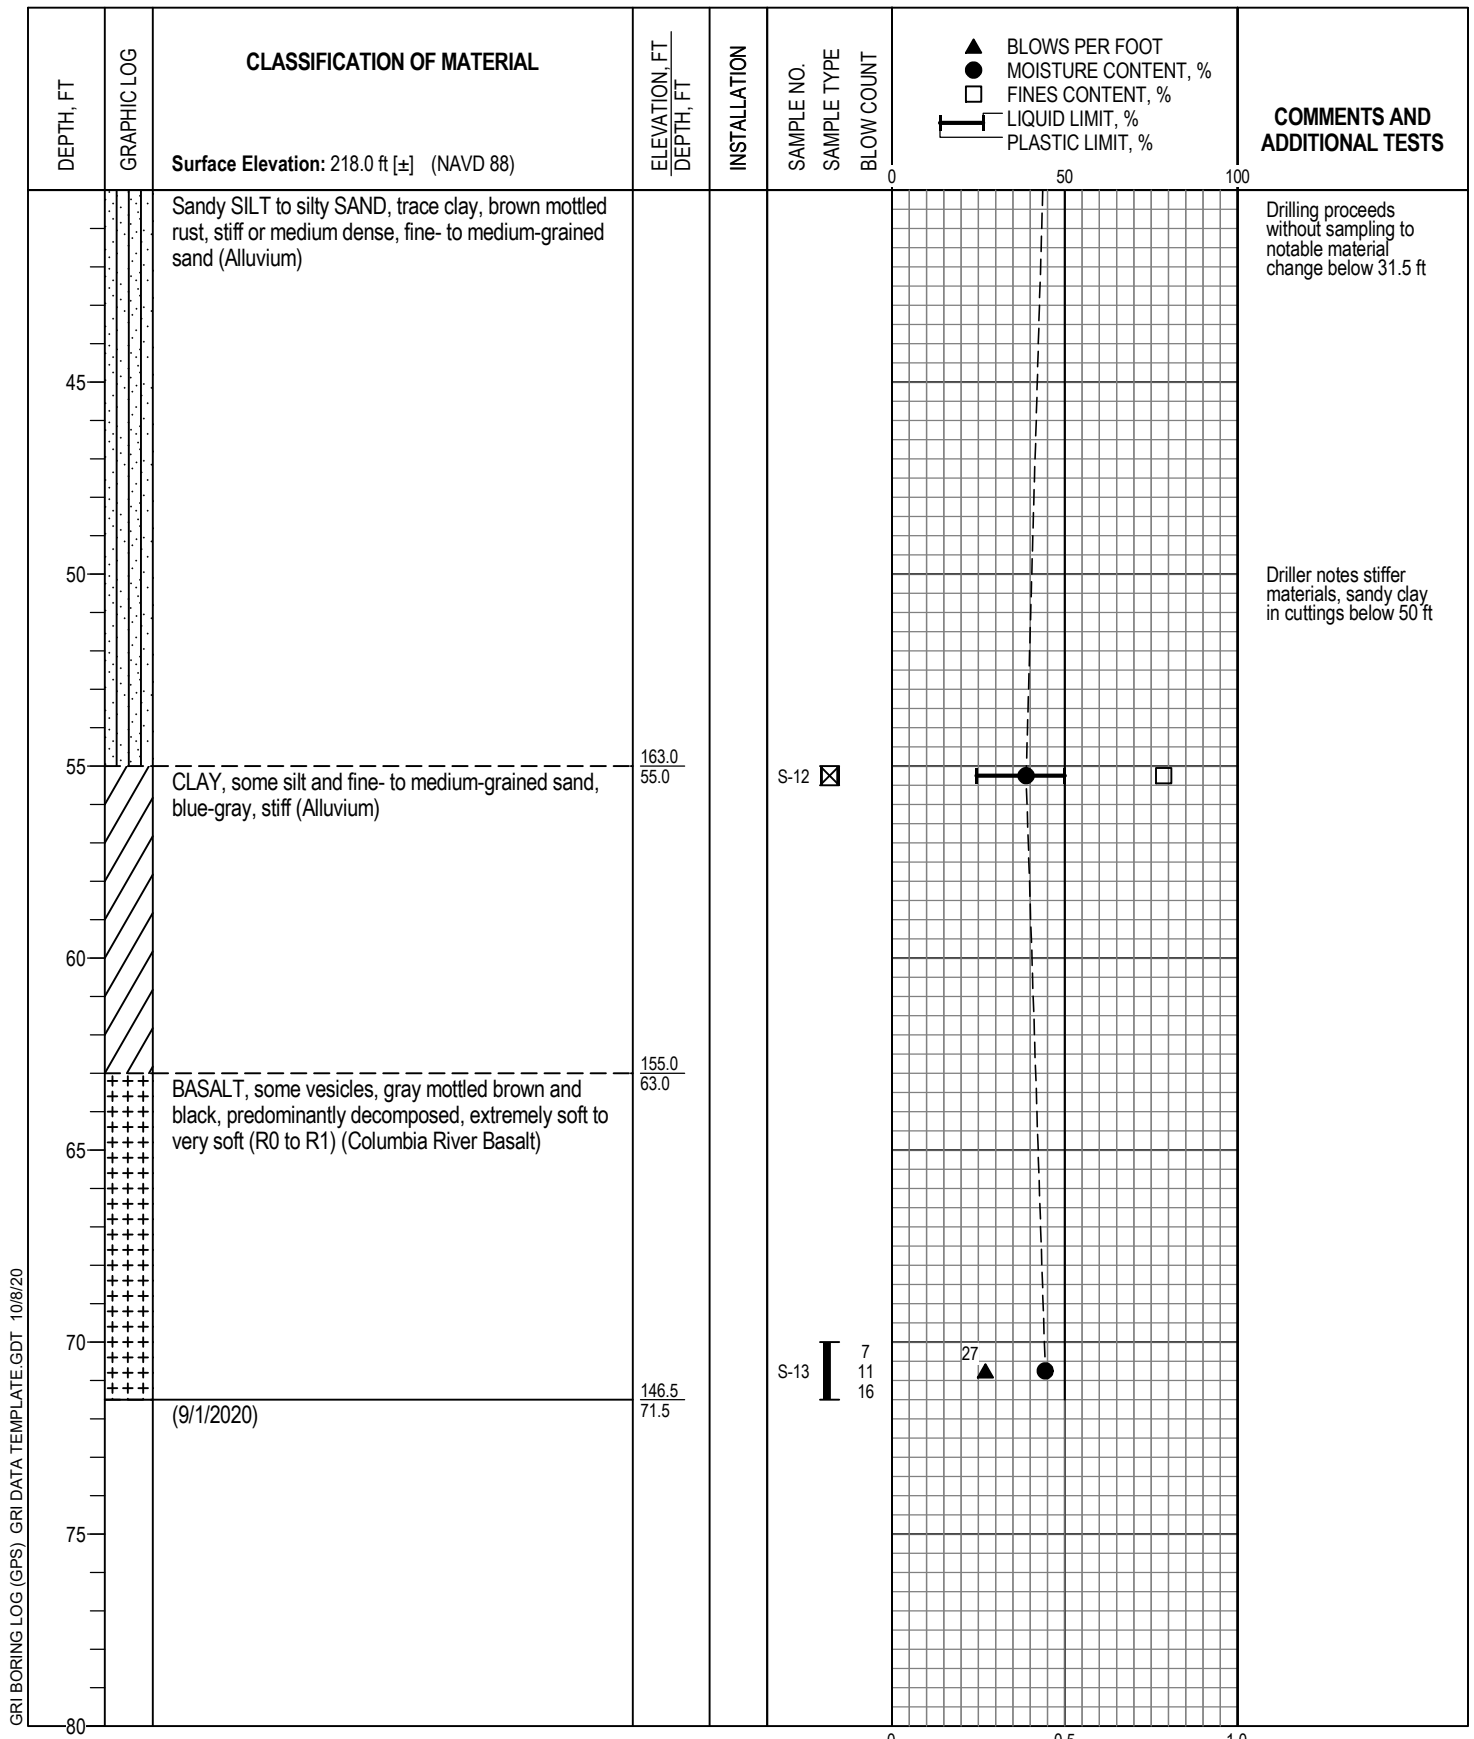 DEPTH, FT
GRAPHIC LOG
CLASSIFICATION OF MATERIAL
Surface Elevation: 218.0 ft [±] (NAVD 88)
ELEVATION, FT
DEPTH, FT
INSTALLATION
SAMPLE NO.
SAMPLE TYPE
BLOW COUNT
BLOWS PER FOOT
MOISTURE CONTENT, %
FINES CONTENT, %
LIQUID LIMIT, %
PLASTIC LIMIT, %
0 50 100
COMMENTS AND
ADDITIONAL TESTS
Sandy SILT to silty SAND, trace clay, brown mottled
rust, stiff or medium dense, fine- to medium-grained
sand (Alluvium)
Drilling proceeds
without sampling to
notable material
change below 31.5 ft
45
50
Driller notes stiffer
materials, sandy clay
in cuttings below 50 ft
55
163.0
55.0
CLAY, some silt and fine- to medium-grained sand,
blue-gray, stiff (Alluvium)
S-12
60
155.0
63.0
BASALT, some vesicles, gray mottled brown and
black, predominantly decomposed, extremely soft to
very soft (R0 to R1) (Columbia River Basalt)
65
70
S-13
7
11
16
27
146.5
71.5
(9/1/2020)
75
80
0 0.5 1.0
GRI BORING LOG (GPS) GRI DATA TEMPLATE.GDT 10/8/20